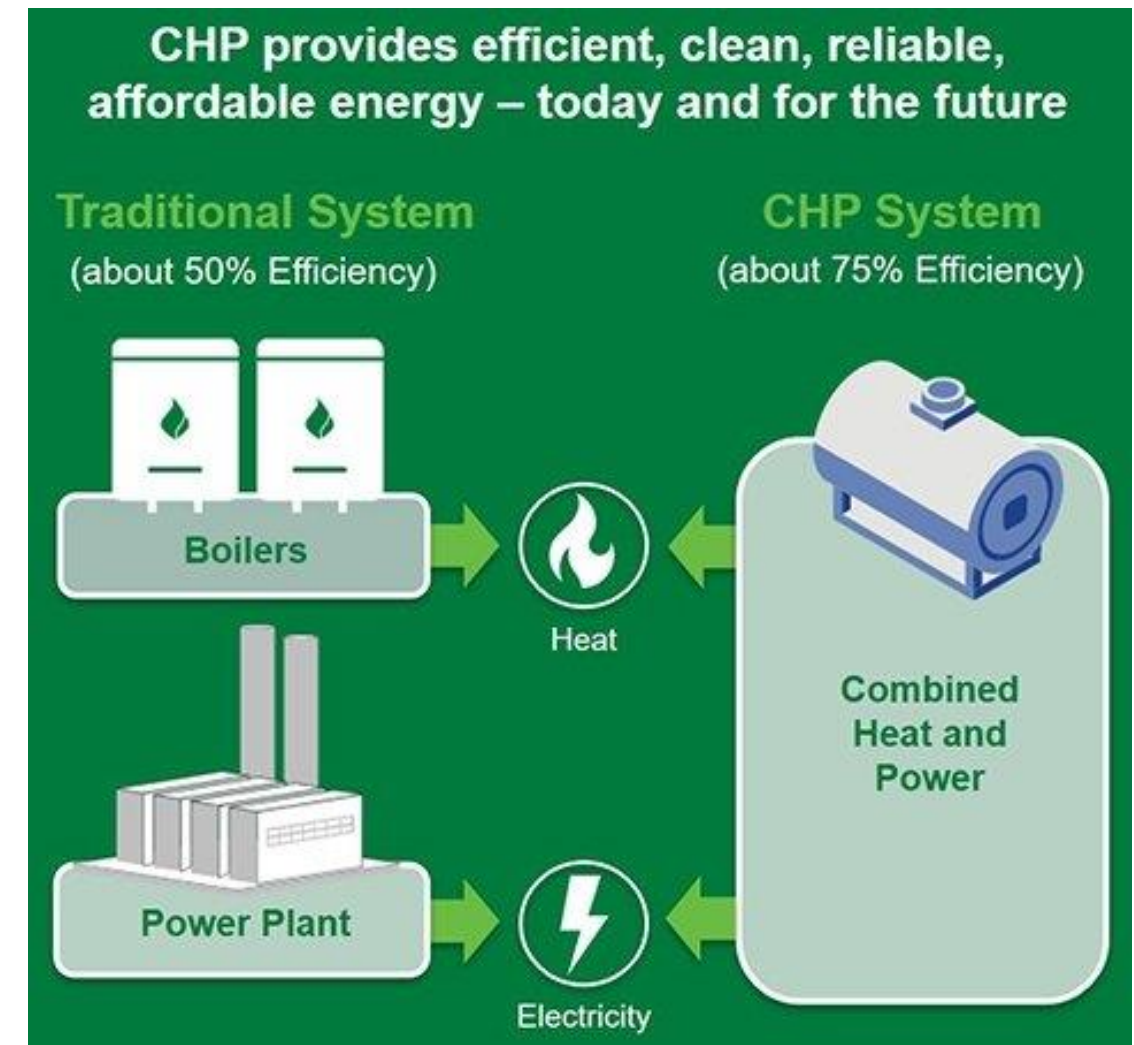 CHP provides efficient, clean, reliable,
affordable energy – today and for the future
Traditional System
(about 50% Efficiency)
CHP System
(about 75% Efficiency)
Boilers
Heat
Combined
Heat and
Power
Power Plant
Electricity